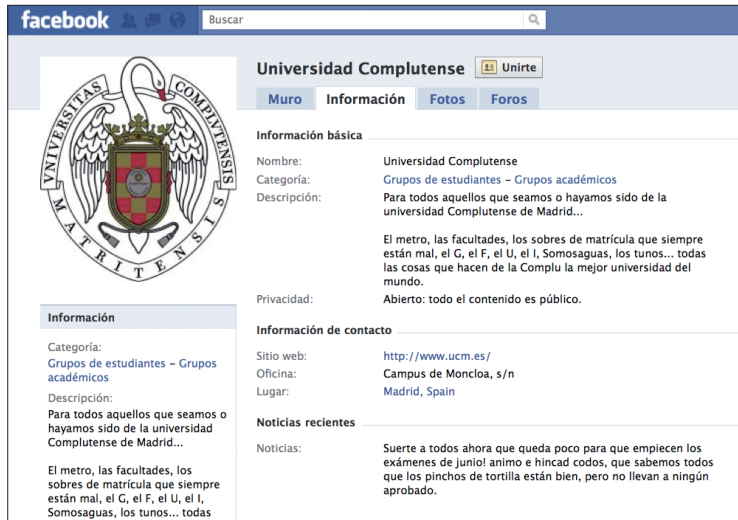 facebook
Buscar
VNIVERSITAS COMPLVTENSIS
MATRITENSIS
Universidad Complutense
Unirte
Muro Información Fotos Foros
Información básica
Nombre: Universidad Complutense
Categoría: Grupos de estudiantes – Grupos académicos
Descripción: Para todos aquellos que seamos o hayamos sido de la
universidad Complutense de Madrid...
El metro, las facultades, los sobres de matrícula que siempre
están mal, el G, el F, el U, el I, Somosaguas, los tunos... todas
las cosas que hacen de la Complu la mejor universidad del
mundo.
Privacidad: Abierto: todo el contenido es público.
Información de contacto
Sitio web: http://www.ucm.es/
Oficina: Campus de Moncloa, s/n
Lugar: Madrid, Spain
Noticias recientes
Noticias: Suerte a todos ahora que queda poco para que empiecen los
exámenes de junio! animo e hincad codos, que sabemos todos
que los pinchos de tortilla están bien, pero no llevan a ningún
aprobado.
Información
Categoría:
Grupos de estudiantes – Grupos
académicos
Descripción:
Para todos aquellos que seamos o
hayamos sido de la universidad
Complutense de Madrid...
El metro, las facultades, los
sobres de matrícula que siempre
están mal, el G, el F, el U, el I,
Somosaguas, los tunos... todas